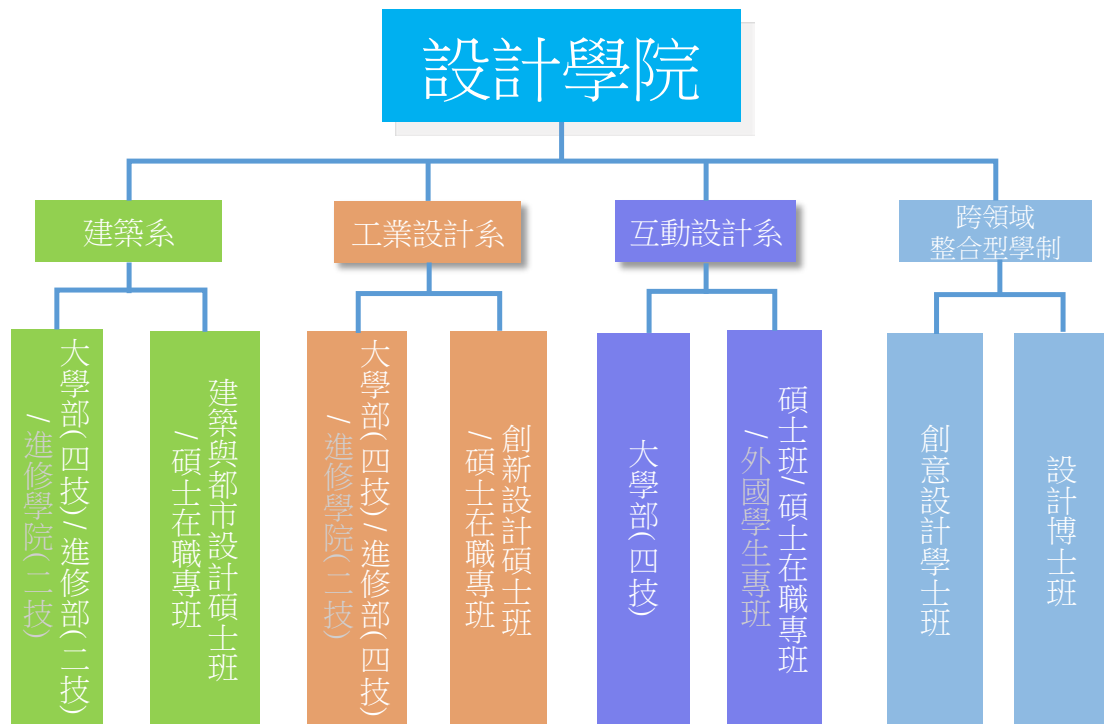 設計學院
建築系
工業設計系
互動設計系
跨領域
整合型學制
大學部(四技)/進修部(二技)
/進修學院(二技)
建築與都市設計碩士班
/碩士在職專班
大學部(四技)/進修部(四技)
/進修學院(二技)
創新設計碩士班
/碩士在職專班
大學部(四技)
碩士班/碩士在職專班
/外國學生專班
創意設計學士班
設計博士班